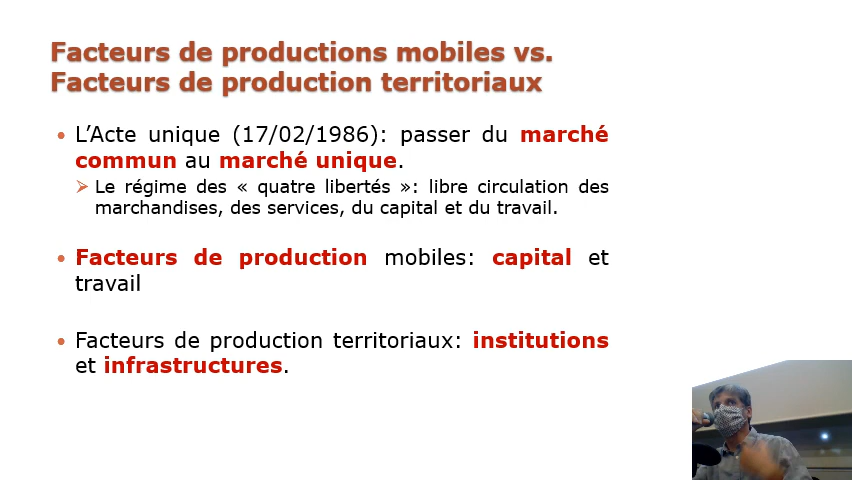 Facteurs de productions mobiles vs.
Facteurs de production territoriaux
• L’Acte unique (17/02/1986): passer du marché
commun au marché unique.
➢ Le régime des « quatre libertés »: libre circulation des
marchandises, des services, du capital et du travail.
• Facteurs de production mobiles: capital et
travail
• Facteurs de production territoriaux: institutions
et infrastructures.